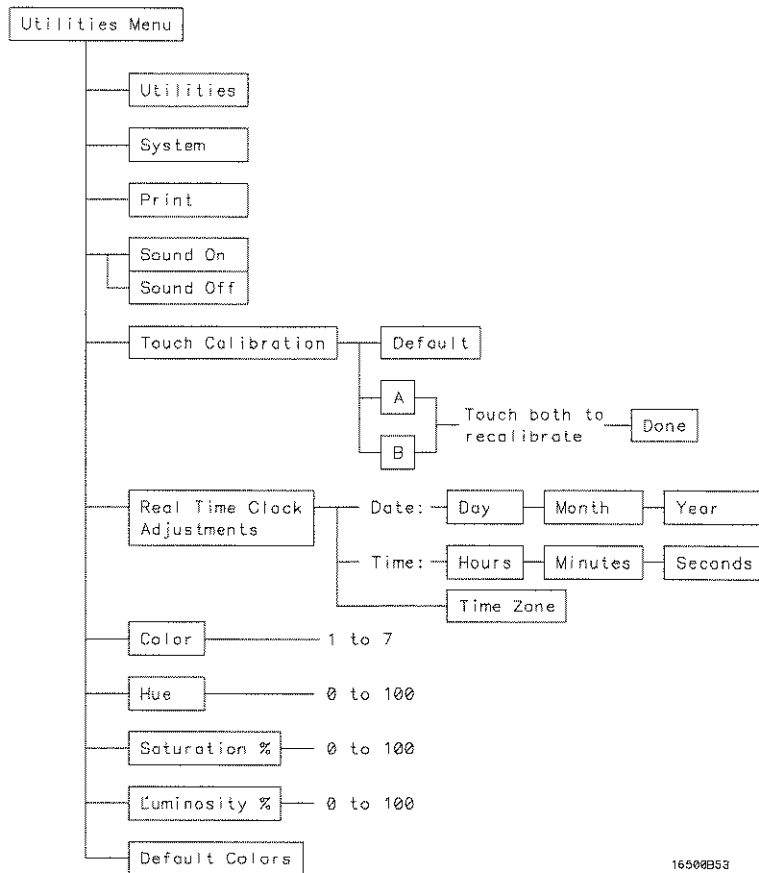 Utilities Menu
Utilities
System
Print
Sound On
Sound Off
Touch Calibration
Default
A
B
Touch both to
recalibrate
Done
Real Time Clock
Adjustments
Date:
Day
Month
Year
Time:
Hours
Minutes
Seconds
Time Zone
Color
1 to 7
Hue
0 to 100
Saturation %
0 to 100
Luminosity %
0 to 100
Default Colors
16500B53